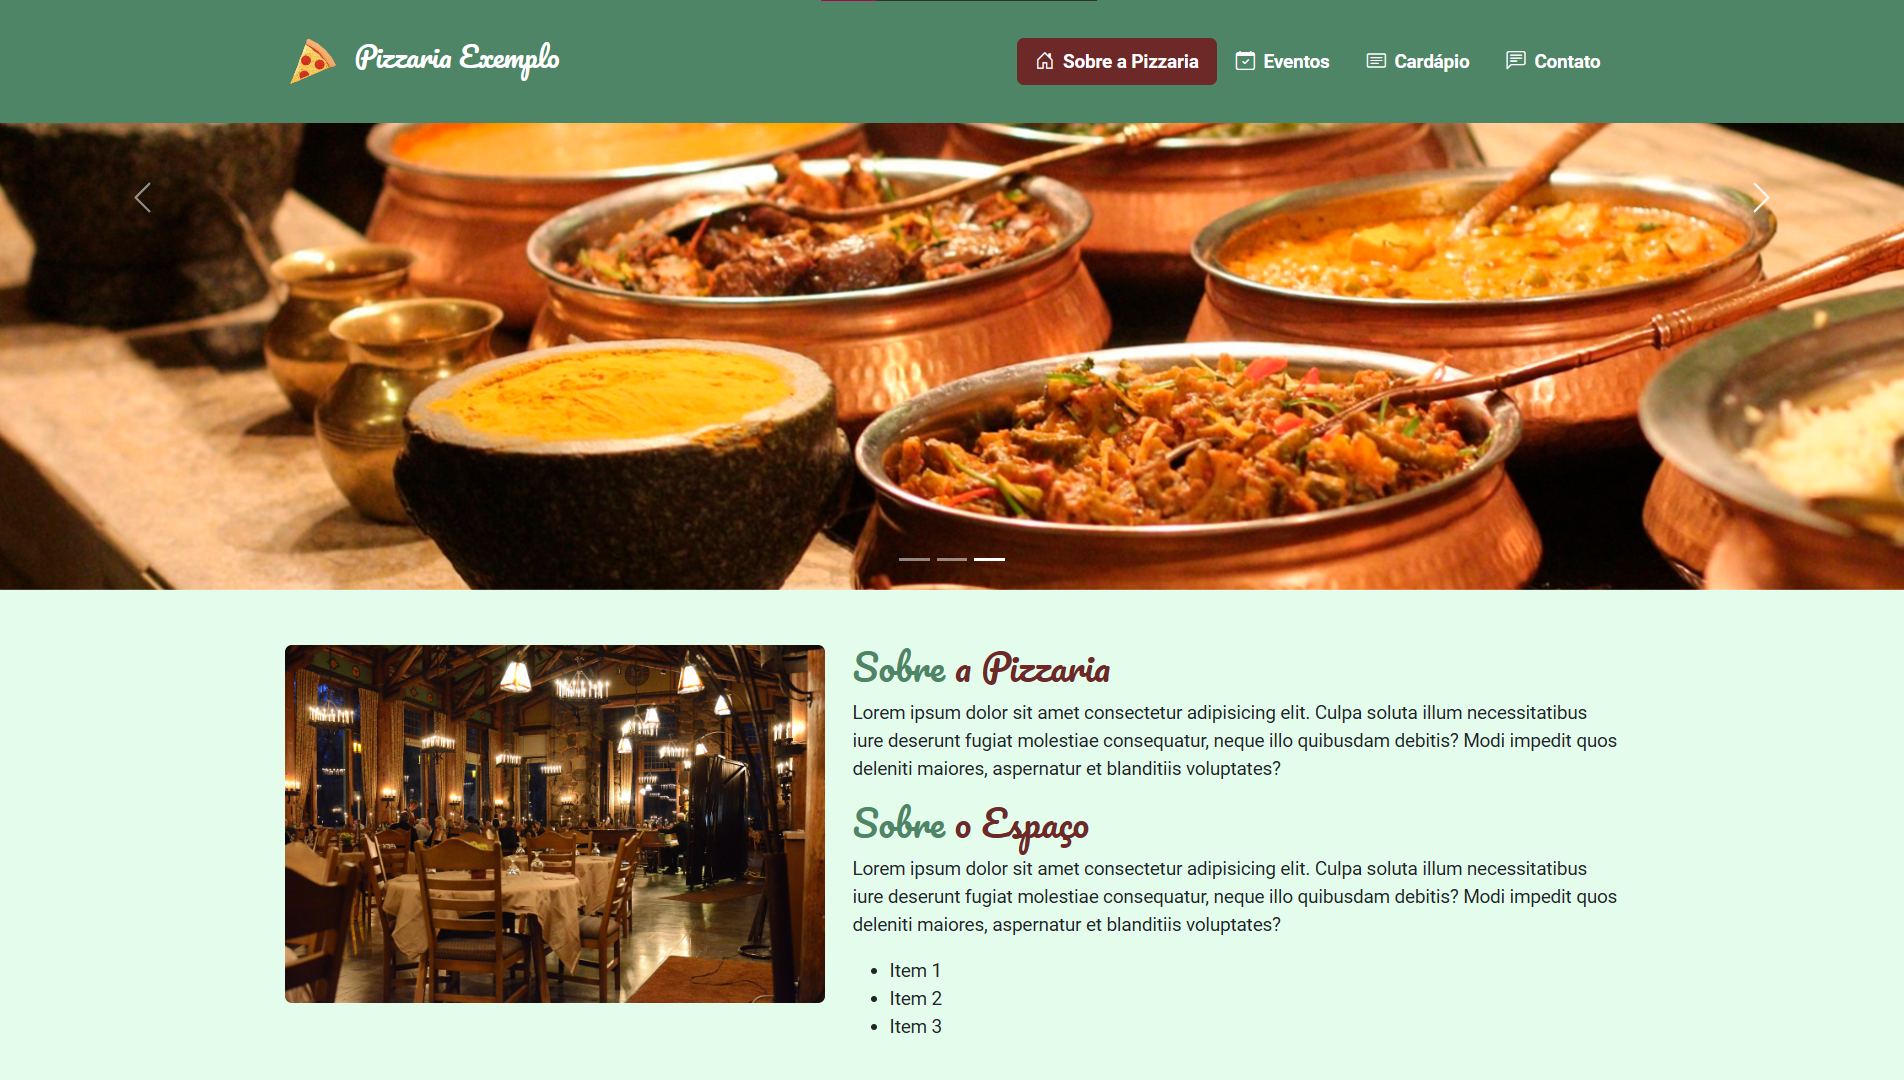 Pizzaria Exemplo
Sobre a Pizzaria
Eventos
Cardápio
Contato
Sobre a Pizzaria
Lorem ipsum dolor sit amet consectetur adipisicing elit. Culpa soluta illum necessitatibus
iure deserunt fugiat molestiae consequatur, neque illo quibusdam debitis? Modi impedit quos
deleniti maiores, aspernatur et blanditiis voluptates?
Sobre o Espaço
Lorem ipsum dolor sit amet consectetur adipisicing elit. Culpa soluta illum necessitatibus
iure deserunt fugiat molestiae consequatur, neque illo quibusdam debitis? Modi impedit quos
deleniti maiores, aspernatur et blanditiis voluptates?
• Item 1
• Item 2
• Item 3